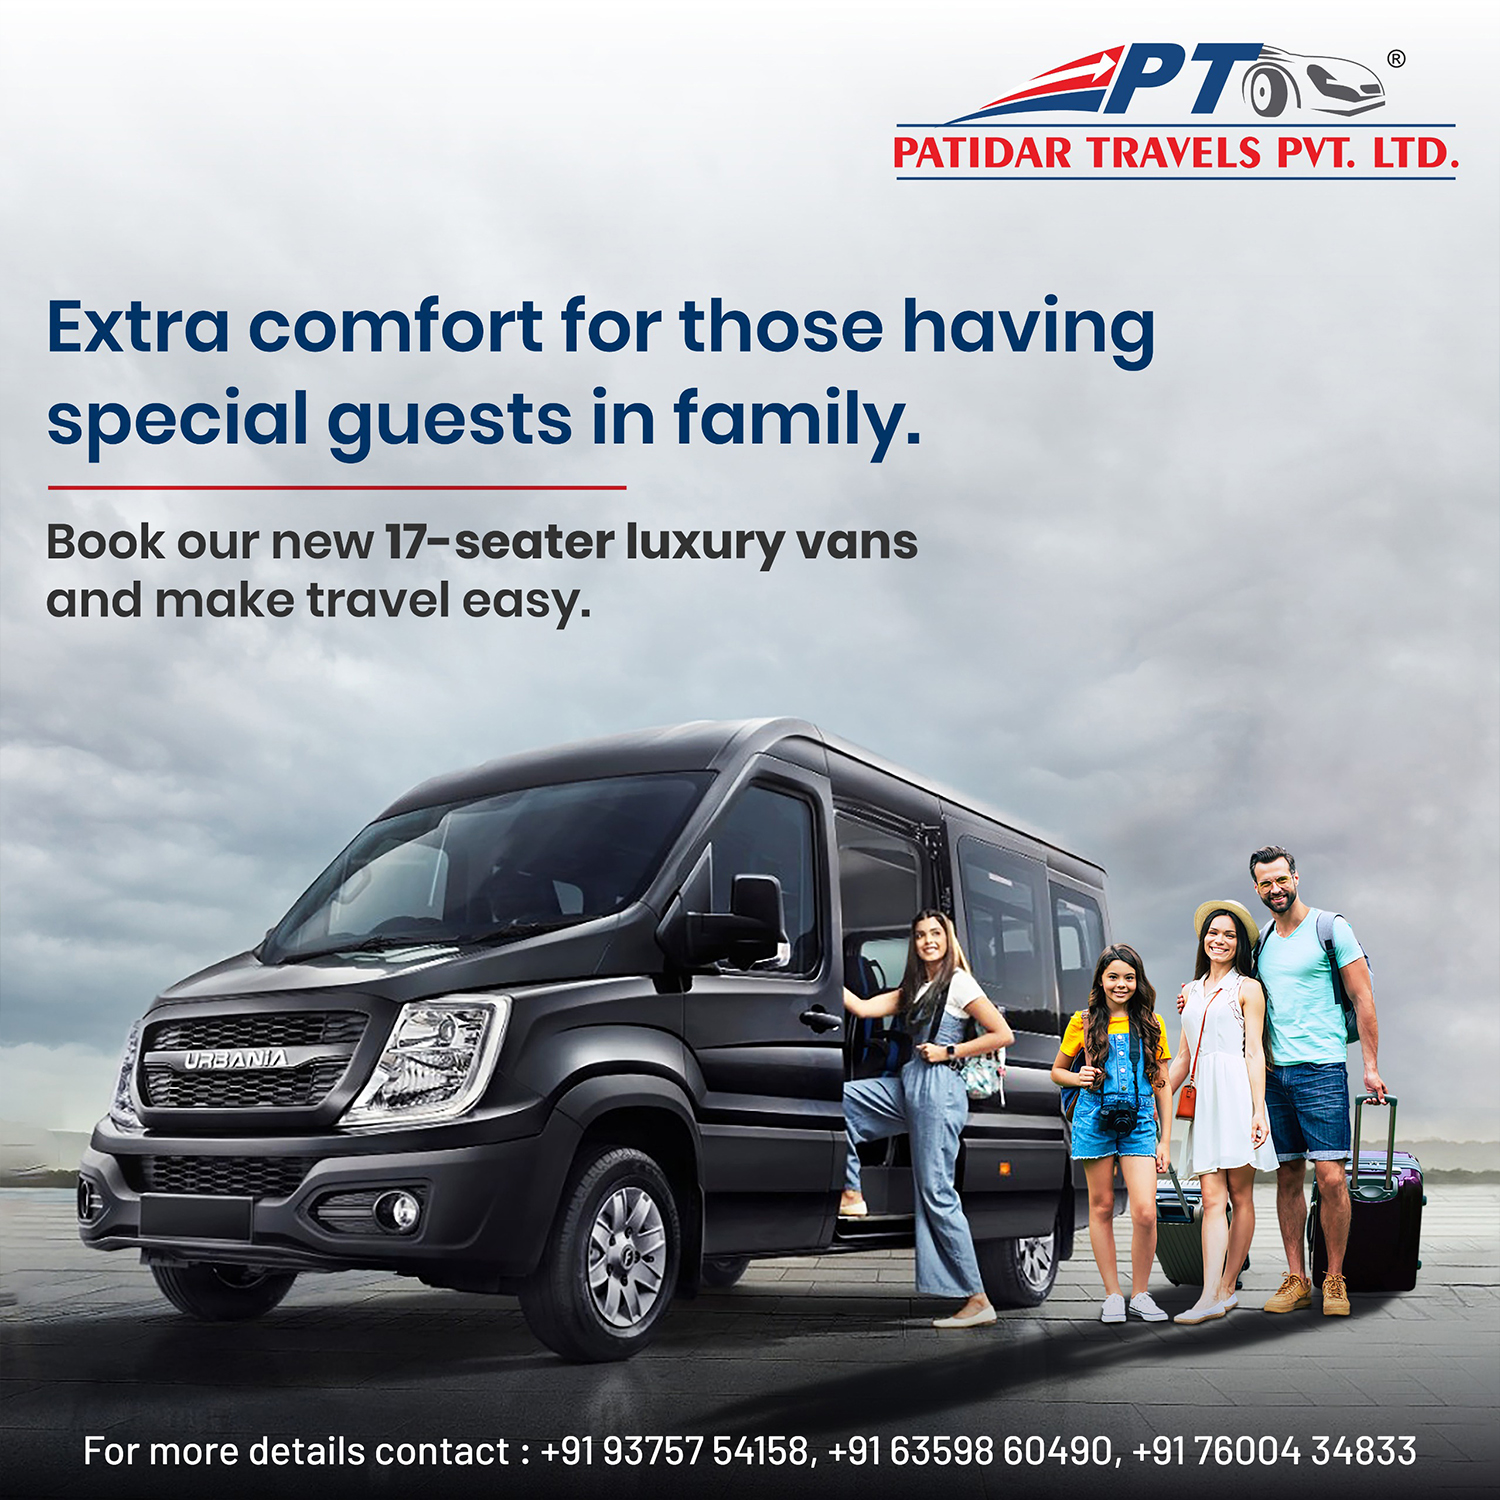 PT ®
PATIDAR TRAVELS PVT. LTD.
Extra comfort for those having
special guests in family.
Book our new 17-seater luxury vans
and make travel easy.
URBANIA
For more details contact : +91 93757 54158, +91 63598 60490, +91 76004 34833